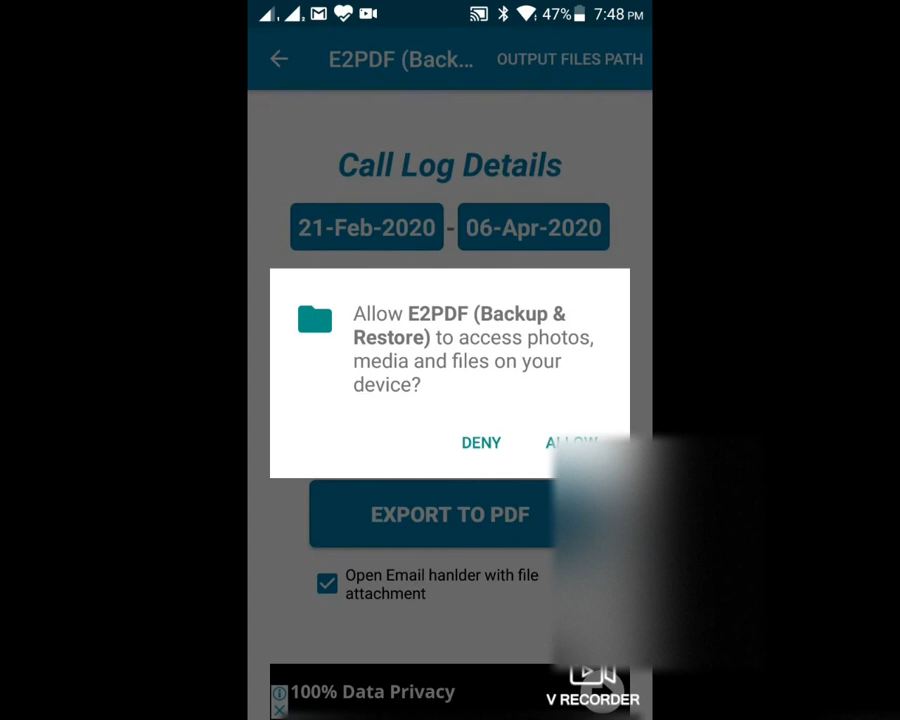 47% 7:48 PM
E2PDF (Back... OUTPUT FILES PATH
Call Log Details
21-Feb-2020 - 06-Apr-2020
Allow E2PDF (Backup &
Restore) to access photos,
media and files on your
device?
DENY ALLOW
EXPORT TO PDF
Open Email hanlder with file
attachment
100% Data Privacy
V RECORDER